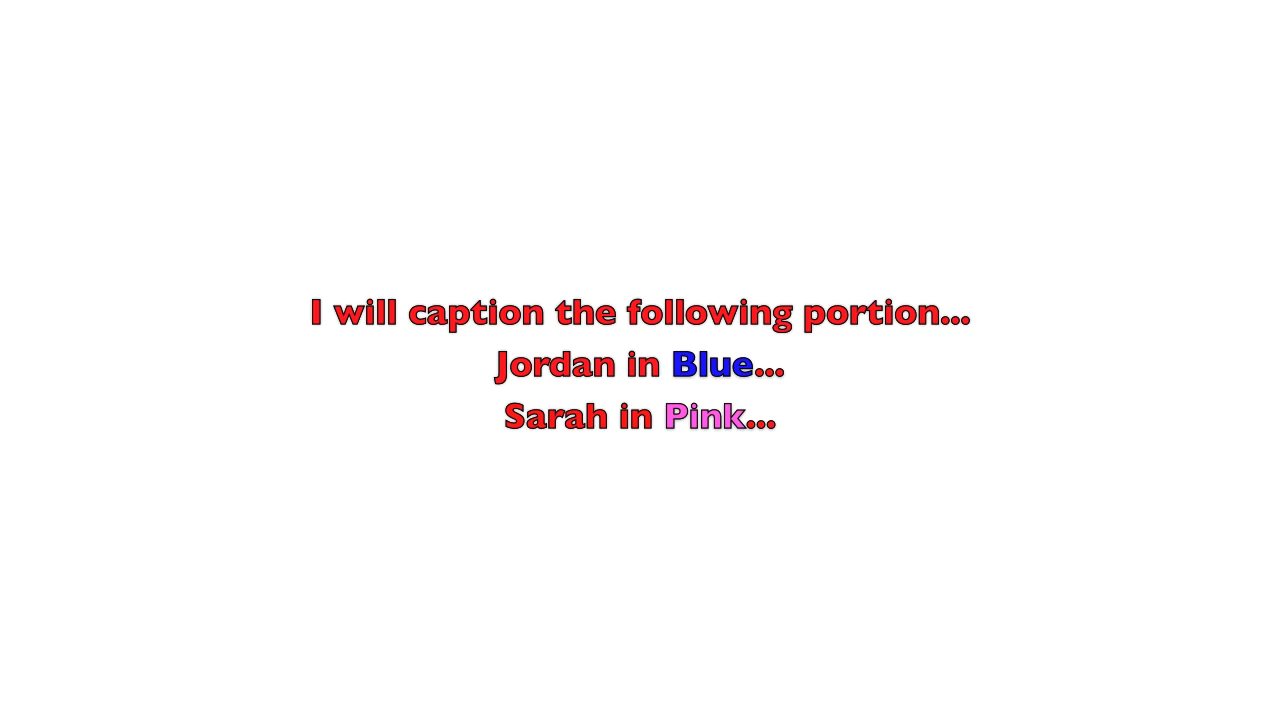 I will caption the following portion...
Jordan in Blue...
Sarah in Pink...